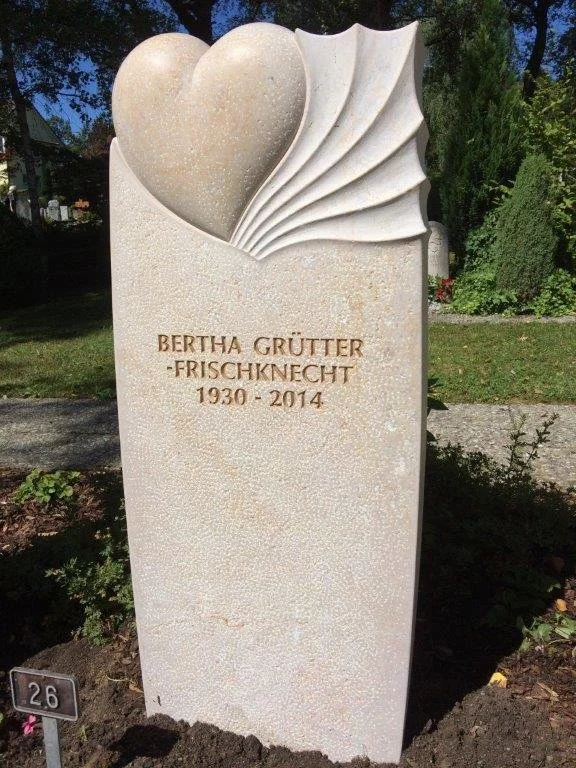 BERTHA GRÜTTER
-FRISCHKNECHT
1930 - 2014
26